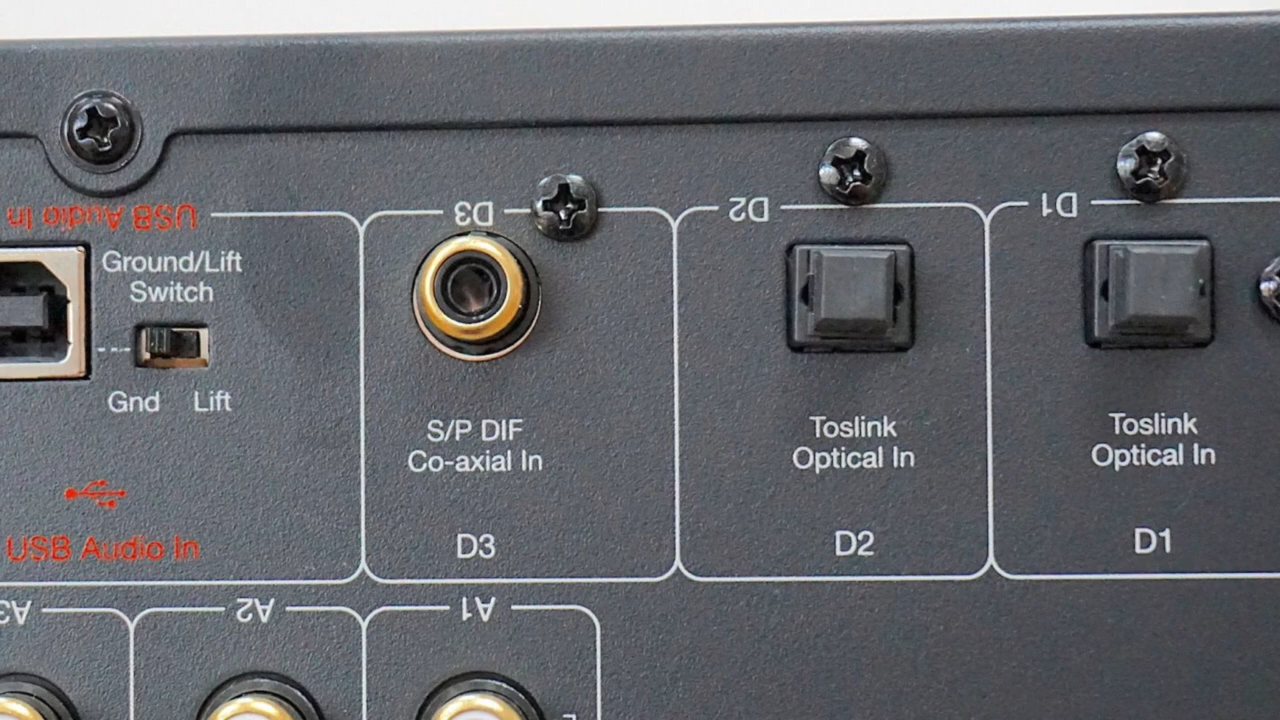 USB Audio In
D3
D2
D1
Ground/Lift
Switch
Gnd Lift
S/P DIF
Co-axial In
Toslink
Optical In
Toslink
Optical In
USB Audio In
D3
D2
D1
A3
A2
A1